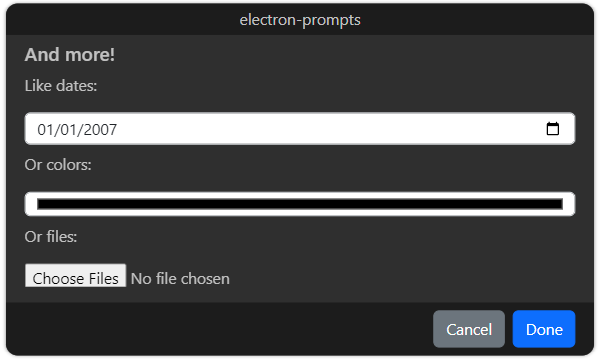 electron-prompts
And more!
Like dates:
01/01/2007
Or colors:
Or files:
Choose Files No file chosen
Cancel Done